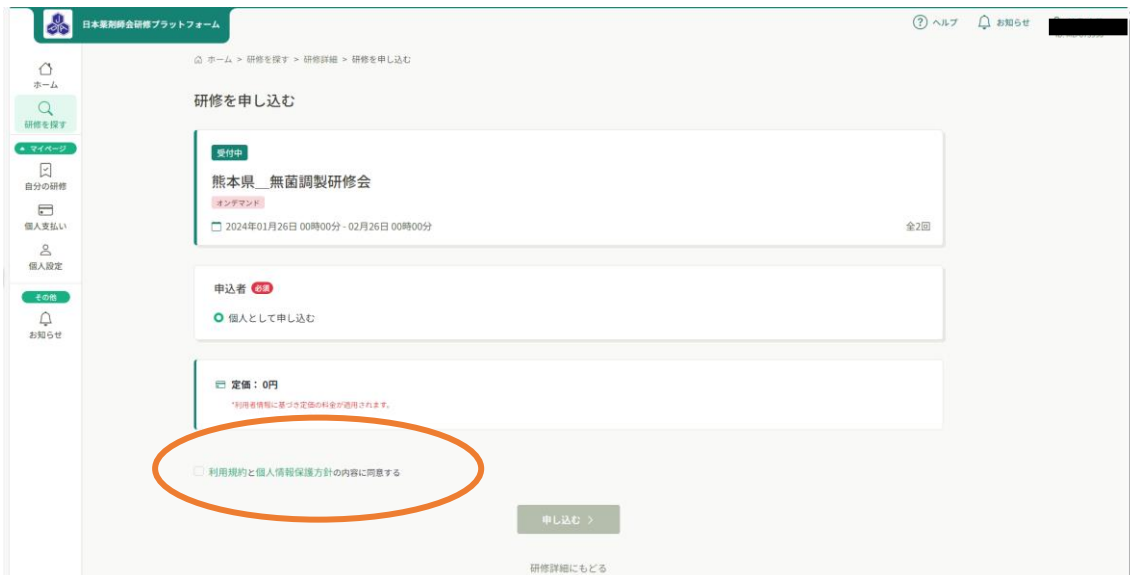 日本薬剤師会研修プラットフォーム
ヘルプ
お知らせ
ホーム
研修を探す
マイページ
自分の研修
個人支払い
個人設定
その他
お知らせ
ホーム > 研修を探す > 研修詳細 > 研修を申し込む
研修を申し込む
受付中
熊本県__無菌調製研修会
オンデマンド
2024年01月26日 00時00分 - 02月26日 00時00分
全2回
申込者 必須
個人として申し込む
定価：0円
*利用者情報に基づき定価の料金が適用されます。
利用規約と個人情報保護方針の内容に同意する
申し込む >
研修詳細にもどる